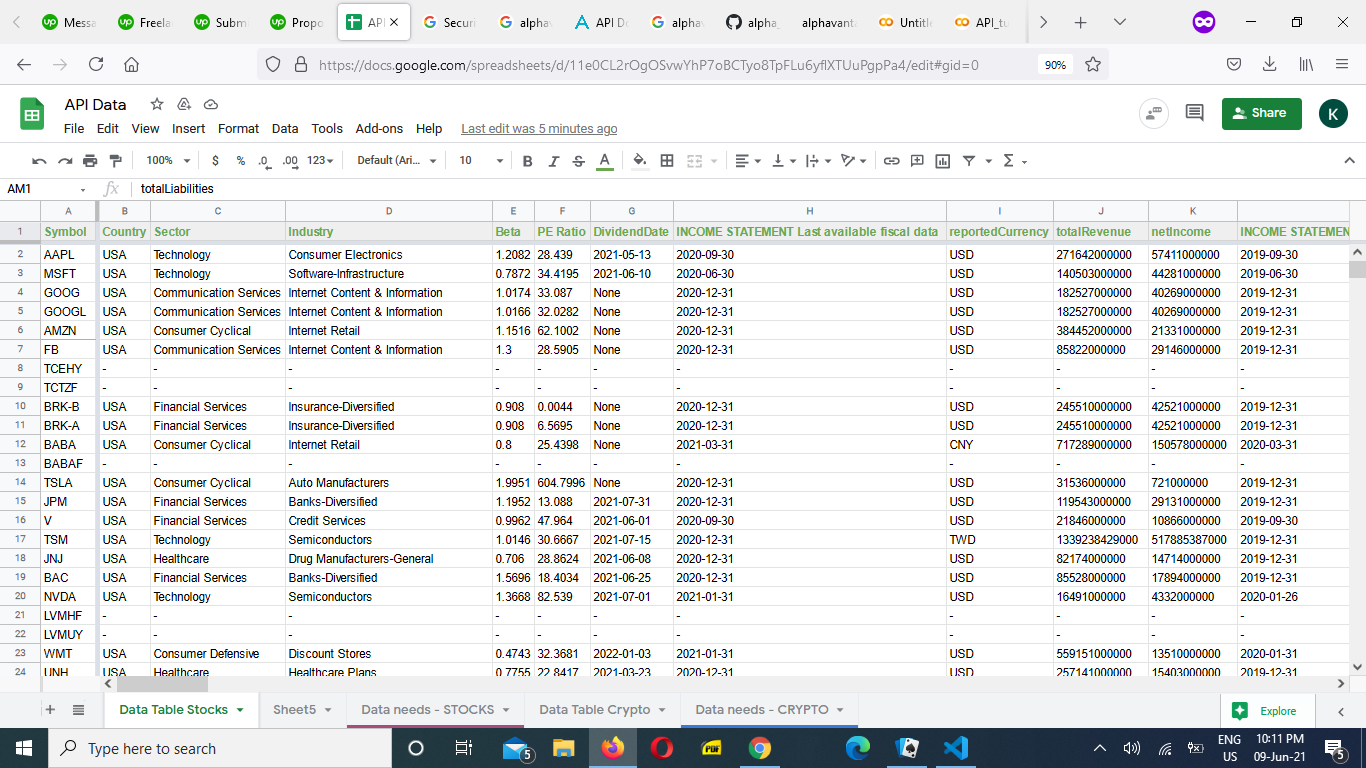 Messa Freela Submi Propo API Securi alphav API De alphav alpha_ alphavanta Untitle API_tu
https://docs.google.com/spreadsheets/d/11e0CL2rOgOSvwYhP7oBCTyo8TpFLu6yflXTUuPgpPa4/edit#gid=0 90%
API Data
File Edit View Insert Format Data Tools Add-ons Help Last edit was 5 minutes ago
Share K
100% $ % .0 .00 123 Default (Ari... 10 B I S A
AM1 fx totalLiabilities
A B C D E F G H I J K
1 Symbol Country Sector Industry Beta PE Ratio DividendDate INCOME STATEMENT Last available fiscal data reportedCurrency totalRevenue netIncome INCOME STATEMEN
2 AAPL USA Technology Consumer Electronics 1.2082 28.439 2021-05-13 2020-09-30 USD 271642000000 57411000000 2019-09-30
3 MSFT USA Technology Software-Infrastructure 0.7872 34.4195 2021-06-10 2020-06-30 USD 140503000000 44281000000 2019-06-30
4 GOOG USA Communication Services Internet Content & Information 1.0174 33.087 None 2020-12-31 USD 182527000000 40269000000 2019-12-31
5 GOOGL USA Communication Services Internet Content & Information 1.0166 32.0282 None 2020-12-31 USD 182527000000 40269000000 2019-12-31
6 AMZN USA Consumer Cyclical Internet Retail 1.1516 62.1002 None 2020-12-31 USD 384452000000 21331000000 2019-12-31
7 FB USA Communication Services Internet Content & Information 1.3 28.5905 None 2020-12-31 USD 85822000000 29146000000 2019-12-31
8 TCEHY - - - - - - - - - - -
9 TCTZF - - - - - - - - - - -
10 BRK-B USA Financial Services Insurance-Diversified 0.908 0.0044 None 2020-12-31 USD 245510000000 42521000000 2019-12-31
11 BRK-A USA Financial Services Insurance-Diversified 0.908 6.5695 None 2020-12-31 USD 245510000000 42521000000 2019-12-31
12 BABA USA Consumer Cyclical Internet Retail 0.8 25.4398 None 2021-03-31 CNY 717289000000 150578000000 2020-03-31
13 BABAF - - - - - - - - - - -
14 TSLA USA Consumer Cyclical Auto Manufacturers 1.9951 604.7996 None 2020-12-31 USD 31536000000 721000000 2019-12-31
15 JPM USA Financial Services Banks-Diversified 1.1952 13.088 2021-07-31 2020-12-31 USD 119543000000 29131000000 2019-12-31
16 V USA Financial Services Credit Services 0.9962 47.964 2021-06-01 2020-09-30 USD 21846000000 10866000000 2019-09-30
17 TSM USA Technology Semiconductors 1.0146 30.6667 2021-07-15 2020-12-31 TWD 1339238429000 517885387000 2019-12-31
18 JNJ USA Healthcare Drug Manufacturers-General 0.706 28.8624 2021-06-08 2020-12-31 USD 82174000000 14714000000 2019-12-31
19 BAC USA Financial Services Banks-Diversified 1.5696 18.4034 2021-06-25 2020-12-31 USD 85528000000 17894000000 2019-12-31
20 NVDA USA Technology Semiconductors 1.3668 82.539 2021-07-01 2021-01-31 USD 16491000000 4332000000 2020-01-26
21 LVMHF - - - - - - - - - - -
22 LVMUY - - - - - - - - - - -
23 WMT USA Consumer Defensive Discount Stores 0.4743 32.3681 2022-01-03 2021-01-31 USD 559151000000 13510000000 2020-01-31
24 UNH USA Healthcare Healthcare Plans 0.7755 22.8417 2021-03-23 2020-12-31 USD 257141000000 15403000000 2019-12-31
Data Table Stocks Sheet5 Data needs - STOCKS Data Table Crypto Data needs - CRYPTO Explore
Type here to search 5 PDF ENG US 10:11 PM 09-Jun-21 5